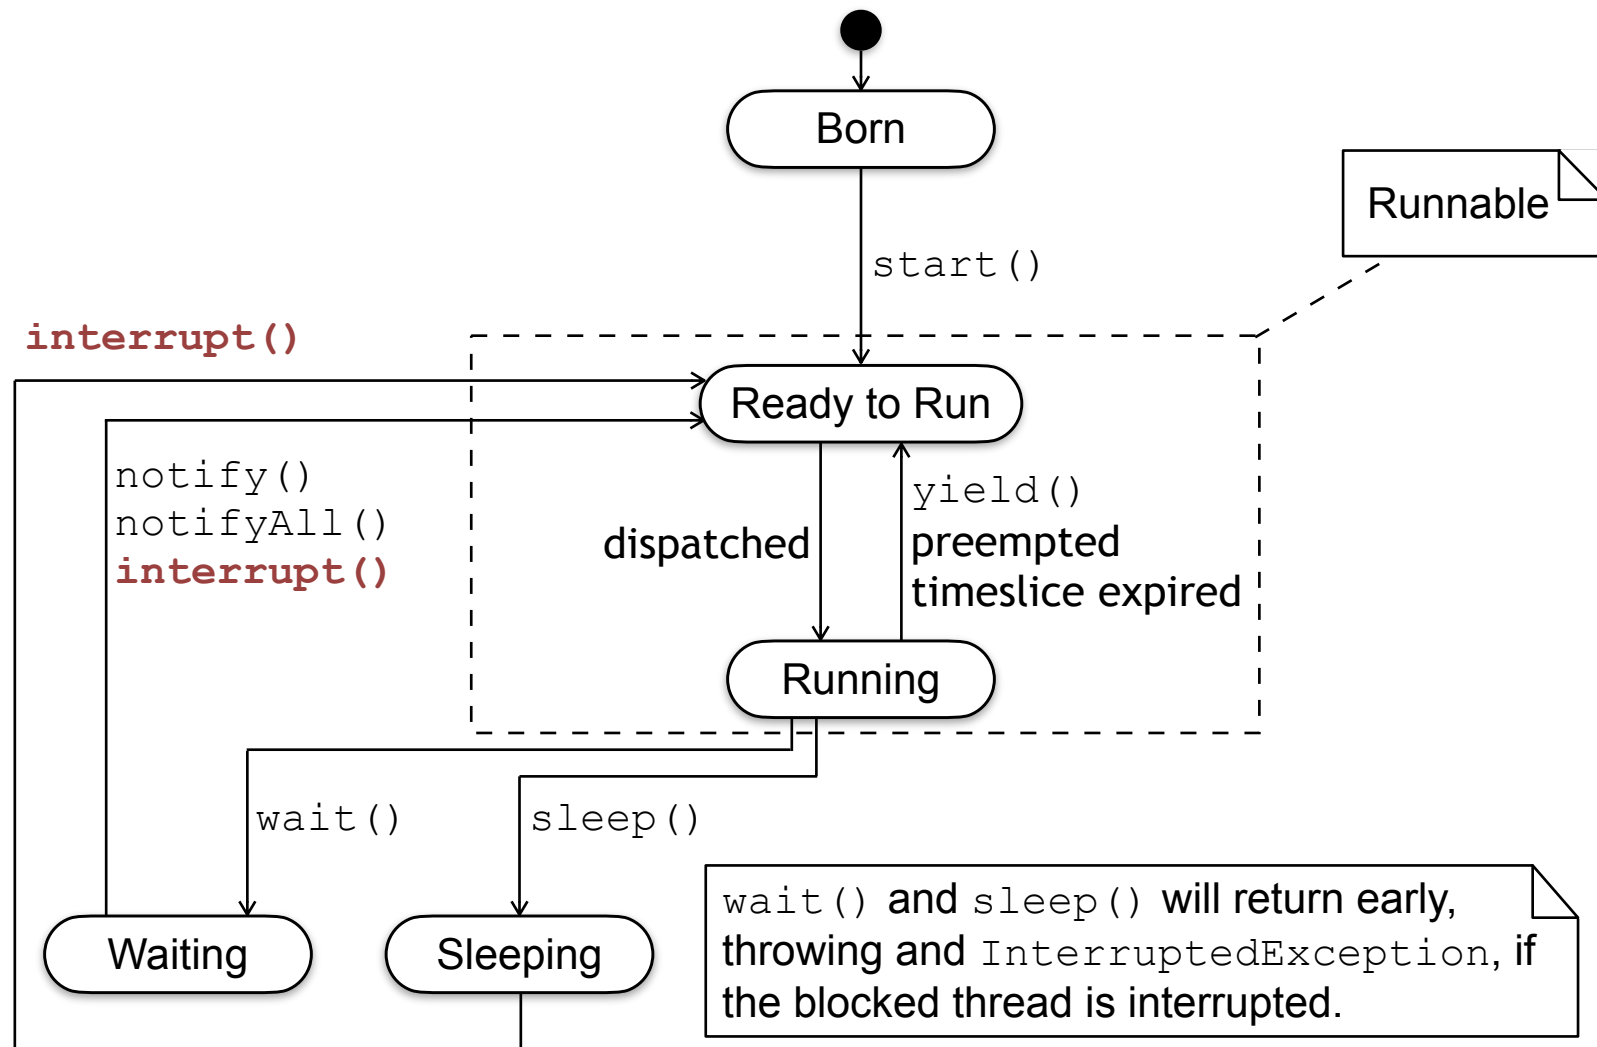 Born
Runnable
start()
interrupt()
Ready to Run
notify()
notifyAll()
interrupt()
dispatched
yield()
preempted
timeslice expired
Running
wait()
sleep()
Waiting
Sleeping
wait() and sleep() will return early,
throwing and InterruptedException, if
the blocked thread is interrupted.